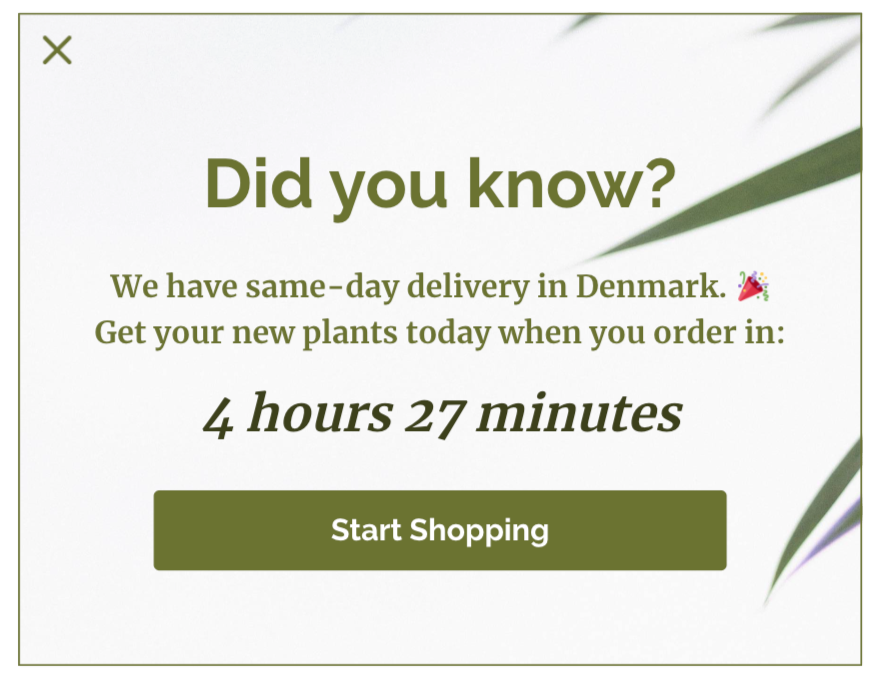 Did you know?
We have same-day delivery in Denmark. 🎉
Get your new plants today when you order in:
4 hours 27 minutes
Start Shopping